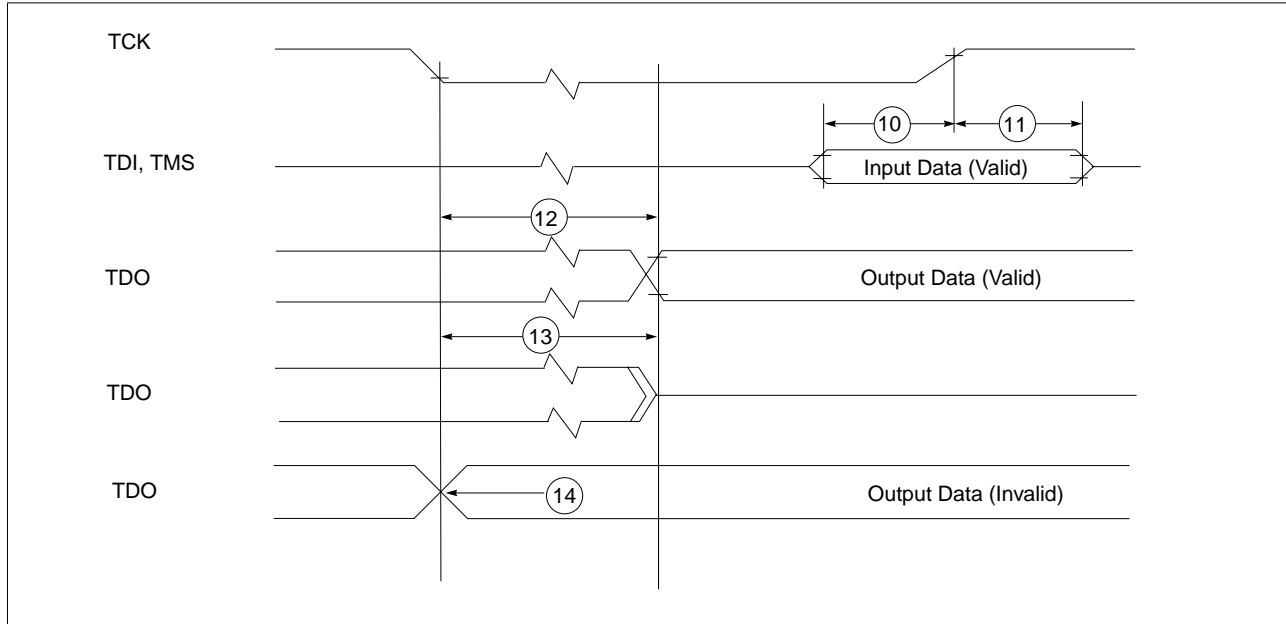 TCK
10
11
TDI, TMS
Input Data (Valid)
12
TDO
Output Data (Valid)
13
TDO
TDO
14
Output Data (Invalid)